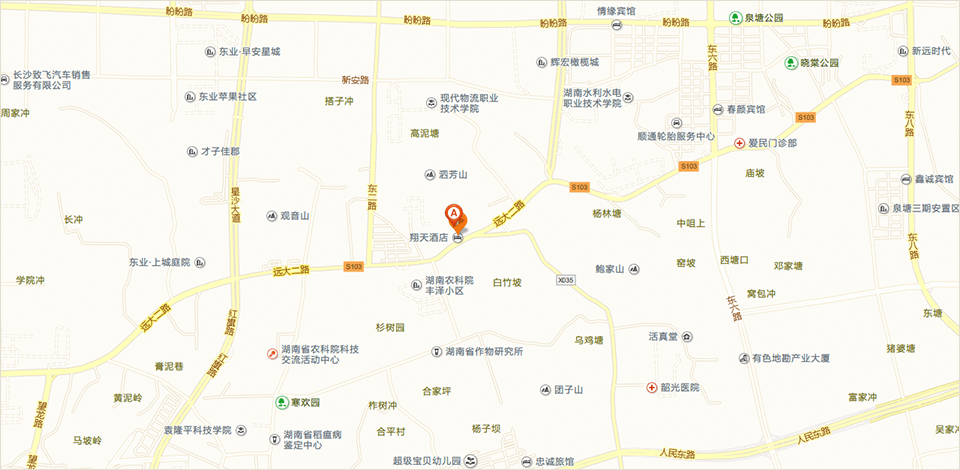 盼盼路
盼盼路
盼盼路
盼盼路
盼盼路
情缘宾馆
泉塘公园
东业·早安星城
辉宏橄榄城
东六路
晓棠公园
新远时代
长沙致飞汽车销售
服务有限公司
新安路
S103
东业苹果社区
搭子冲
现代物流职业
技术学院
湖南水利水电
职业技术学院
春颜宾馆
S103
东八路
周家冲
高泥塘
顺通轮胎服务中心
爱民门诊部
才子佳郡
S103
泗芳山
庙坡
鑫诚宾馆
星沙大道
东二路
S103
长冲
观音山
A
远大二路
杨林塘
中咀上
泉塘三期安置区
翔天酒店
东八路
东业·上城庭院
远大二路
S103
鲍家山
窑坡
西塘口
邓家塘
学院冲
湖南农科院
丰泽小区
白竹坡
X035
窝包冲
远大二路
红旗路
杉树园
东六路
东塘
乌鸡塘
活真堂
湖南省农科院科技
交流活动中心
湖南省作物研究所
有色地勘产业大厦
猪婆塘
红旗路
膏泥巷
黄泥岭
寒欢园
合家坪
团子山
韶光医院
富家冲
望龙路
柞树冲
马坡岭
袁隆平科技学院
湖南省稻瘟病
鉴定中心
合平村
杨子坝
人民东路
吴家冲
望龙路
超级宝贝幼儿园
忠诚旅馆
人民东路